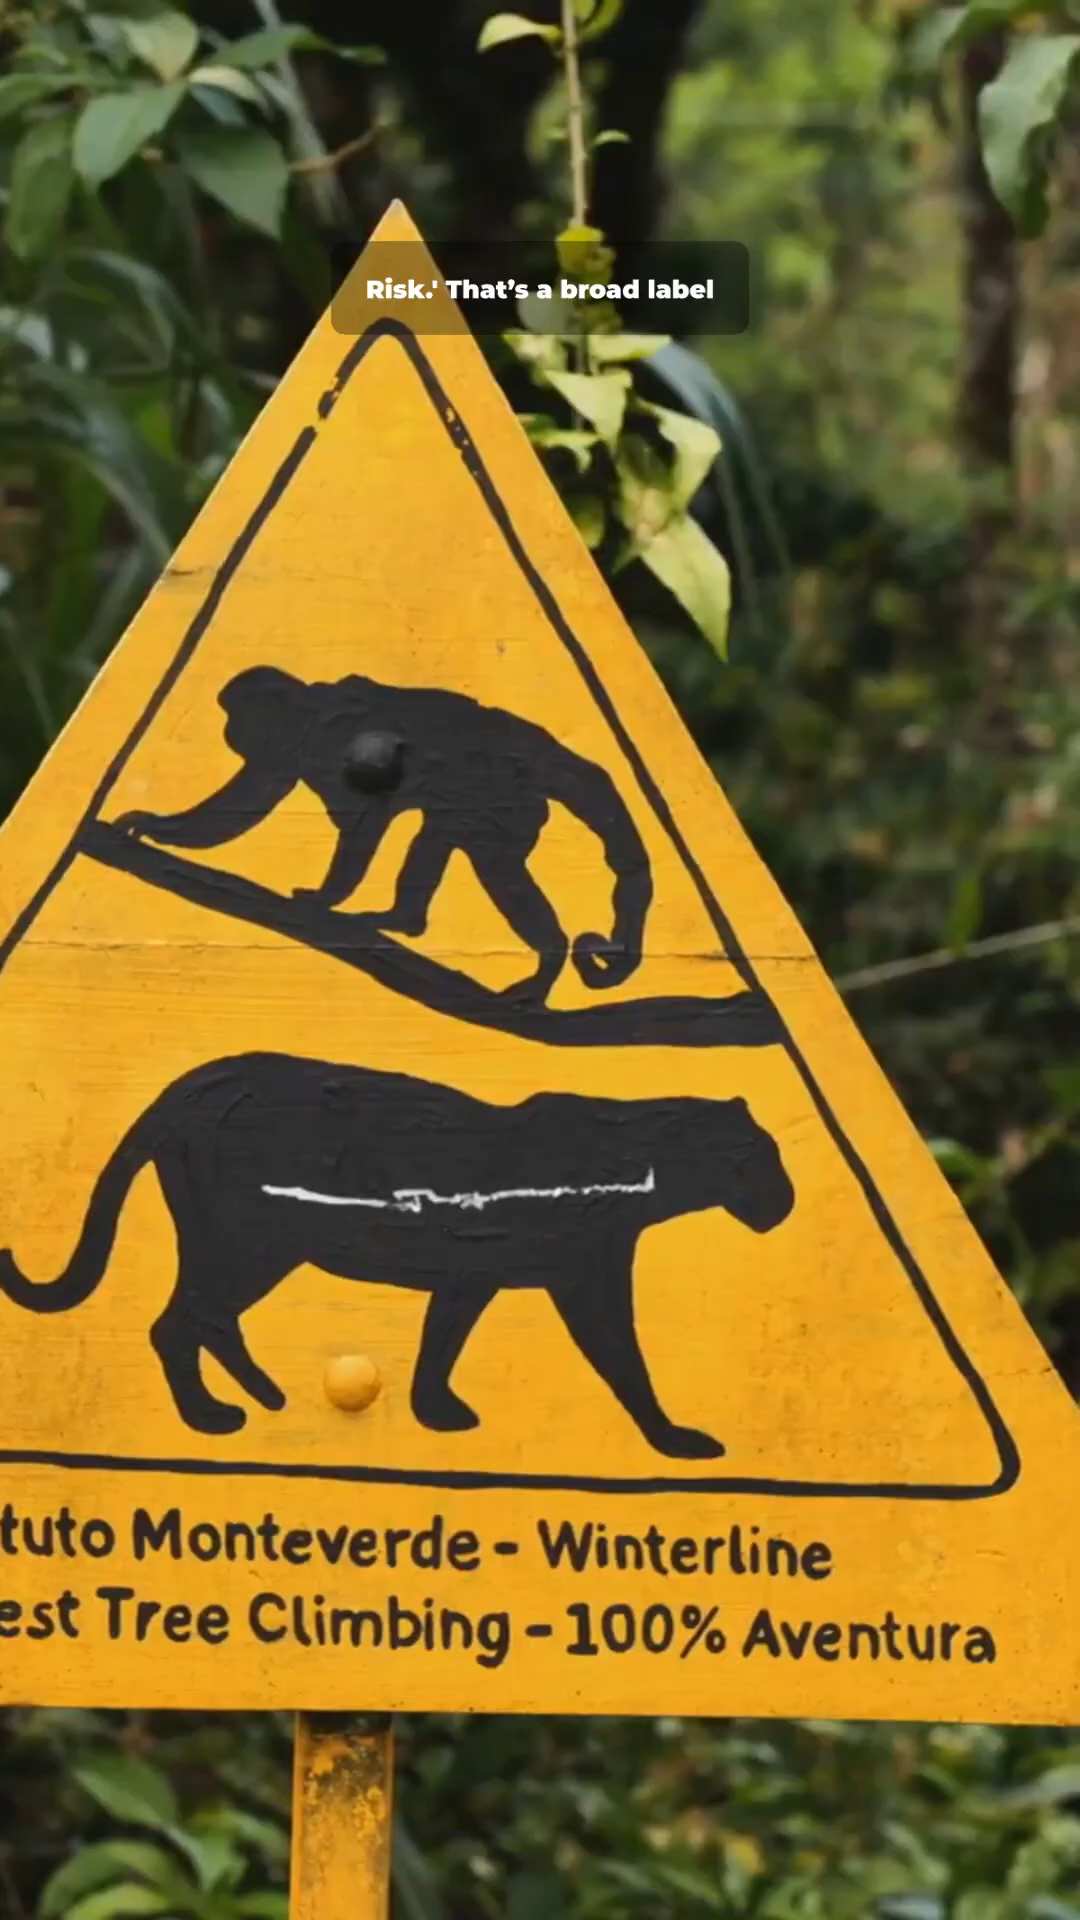 Risk.' That’s a broad label
tuto Monteverde - Winterline
est Tree Climbing - 100% Aventura